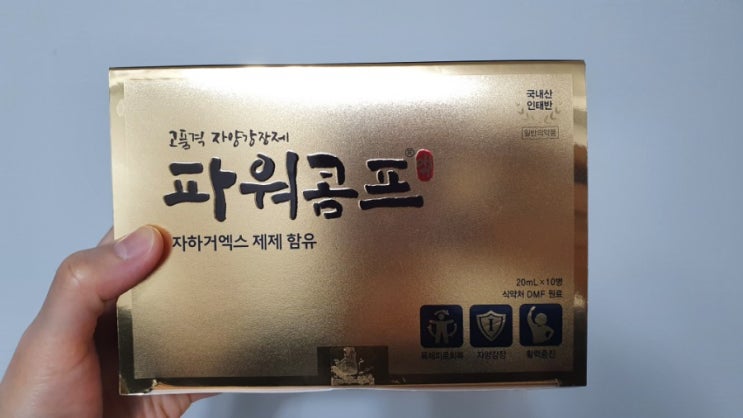 국내산
인태반
일반의약품
고품격 자양강장제
파워콤프®
자하거엑스 제제 함유
20mL×10병
식약처 DMF 원료
육체피로회복
자양강장
활력증진